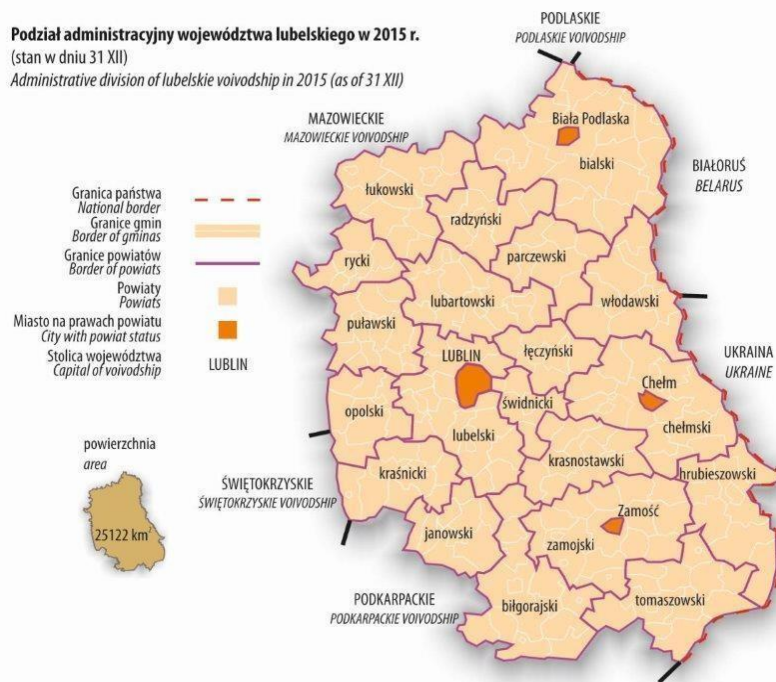 Podział administracyjny województwa lubelskiego w 2015 r.
(stan w dniu 31 XII)
Administrative division of lubelskie voivodship in 2015 (as of 31 XII)
PODLASKIE
PODLASKIE VOIVODSHIP
MAZOWIECKIE
MAZOWIECKIE VOIVODSHIP
BIAŁORUŚ
BELARUS
UKRAINA
UKRAINE
Granica państwa
National border
Granice gmin
Border of gminas
Granice powiatów
Border of powiats
Powiaty
Powiats
Miasto na prawach powiatu
City with powiat status
Stolica województwa
Capital of voivodship
LUBLIN
Biała Podlaska
bialski
łukowski
radzyński
parczewski
rycki
lubartowski
włodawski
puławski
LUBLIN
łęczyński
Chełm
opolski
świdnicki
chełmski
lubelski
kraśnicki
krasnostawski
hrubieszowski
janowski
Zamość
zamojski
biłgorajski
tomaszowski
powierzchnia
area
25122 km²
ŚWIĘTOKRZYSKIE
ŚWIĘTOKRZYSKIE VOIVODSHIP
PODKARPACKIE
PODKARPACKIE VOIVODSHIP